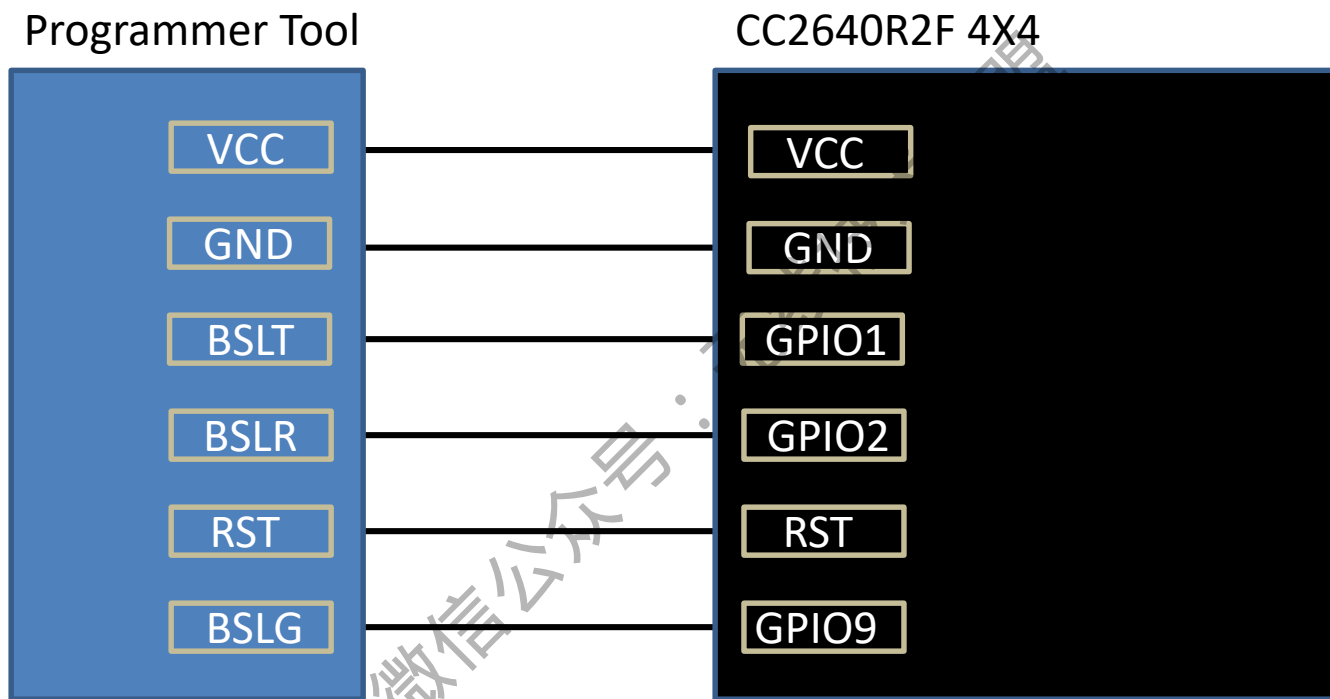 Programmer Tool
CC2640R2F 4X4
VCC
VCC
GND
GND
BSLT
GPIO1
BSLR
GPIO2
RST
RST
BSLG
GPIO9
微信公众号：